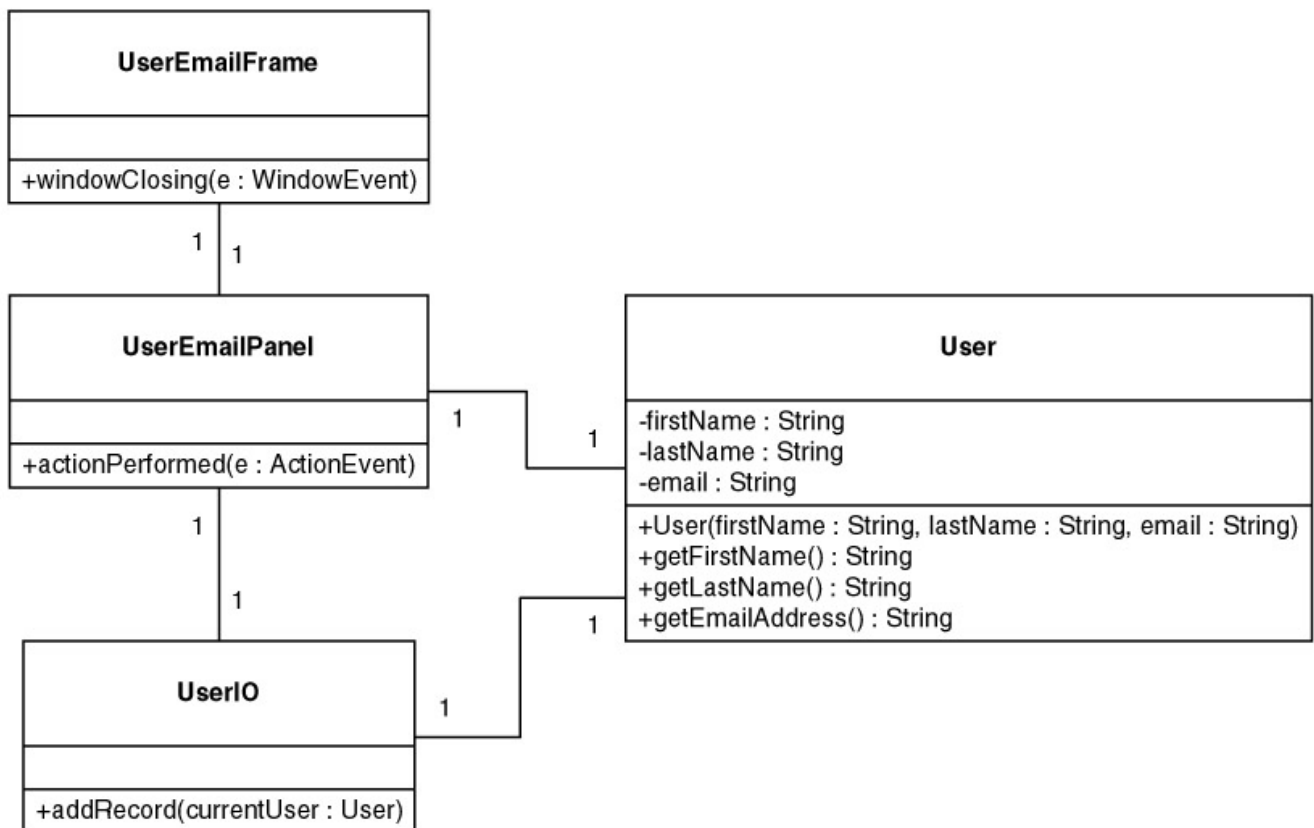 UserEmailFrame
+windowClosing(e : WindowEvent)
1
1
UserEmailPanel
+actionPerformed(e : ActionEvent)
1
1
User
-firstName : String
-lastName : String
-email : String
+User(firstName : String, lastName : String, email : String)
+getFirstName() : String
+getLastName() : String
+getEmailAddress() : String
1
1
1
1
UserIO
+addRecord(currentUser : User)